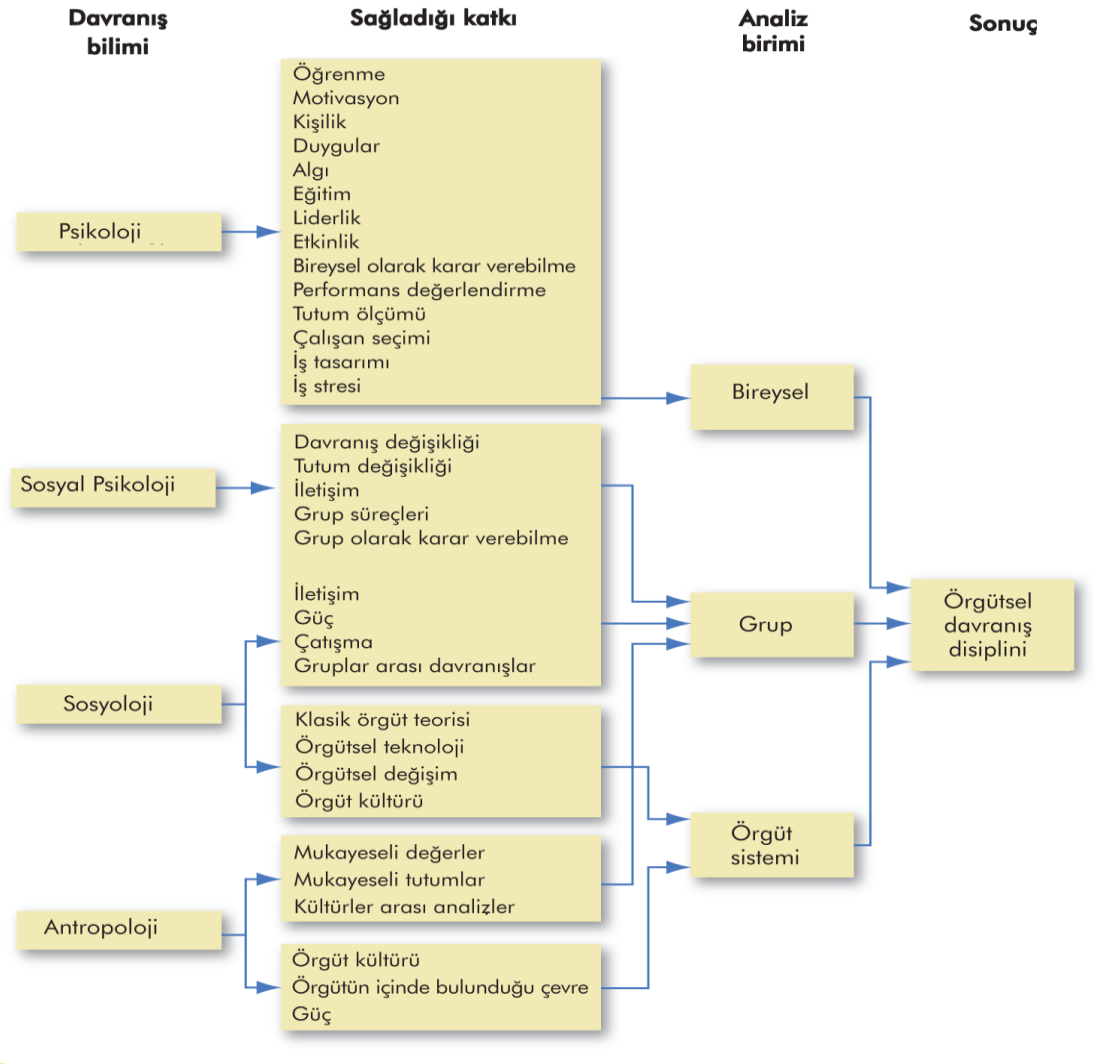 Davranış
bilimi
Sağladığı katkı
Analiz
birimi
Sonuç
Psikoloji
Öğrenme
Motivasyon
Kişilik
Duygular
Algı
Eğitim
Liderlik
Etkinlik
Bireysel olarak karar verebilme
Performans değerlendirme
Tutum ölçümü
Çalışan seçimi
İş tasarımı
İş stresi
Bireysel
Sosyal Psikoloji
Davranış değişikliği
Tutum değişikliği
İletişim
Grup süreçleri
Grup olarak karar verebilme
İletişim
Güç
Çatışma
Gruplar arası davranışlar
Grup
Örgütsel
davranış
disiplini
Sosyoloji
Klasik örgüt teorisi
Örgütsel teknoloji
Örgütsel değişim
Örgüt kültürü
Örgüt
sistemi
Antropoloji
Mukayeseli değerler
Mukayeseli tutumlar
Kültürler arası analizler
Örgüt kültürü
Örgütün içinde bulunduğu çevre
Güç